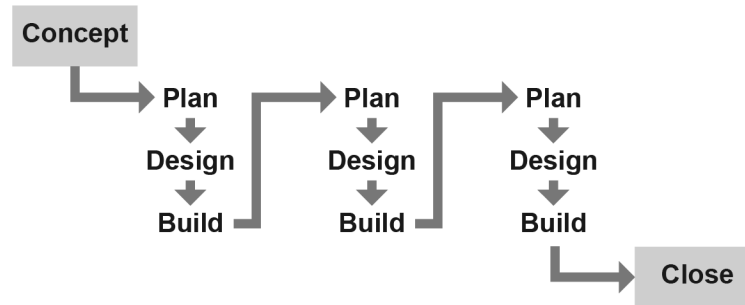 Concept
Plan
Design
Build
Plan
Design
Build
Plan
Design
Build
Close